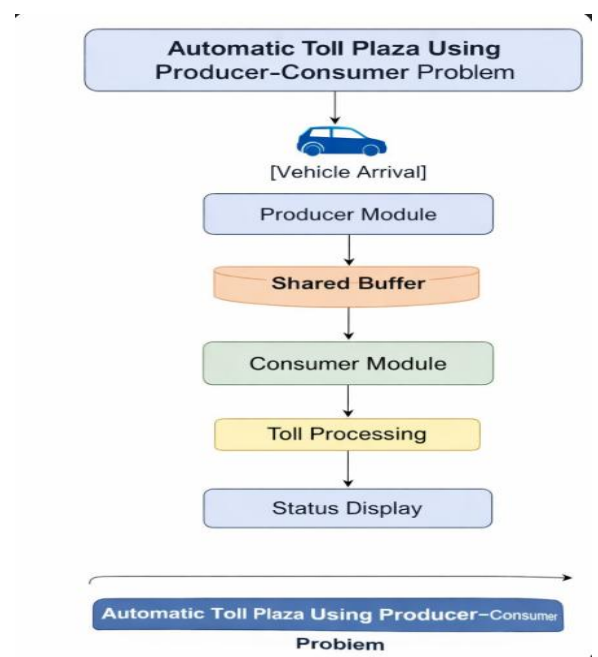 Automatic Toll Plaza Using
Producer-Consumer Problem
[Vehicle Arrival]
Producer Module
Shared Buffer
Consumer Module
Toll Processing
Status Display
Automatic Toll Plaza Using Producer-Consumer
Probiem